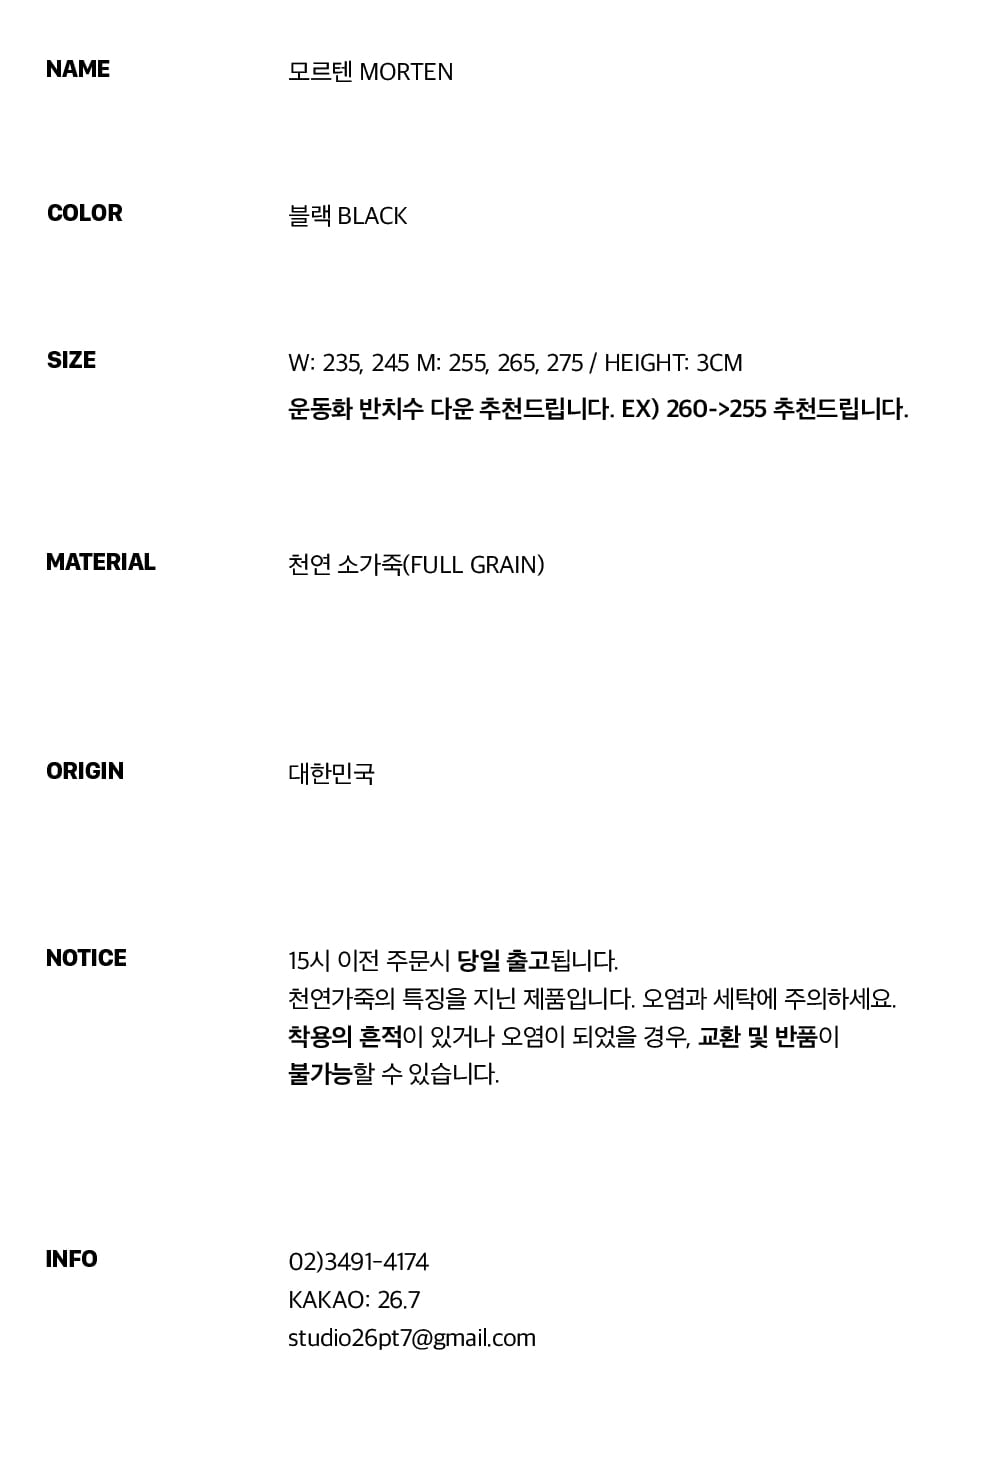 NAME 모르텐 MORTEN
COLOR 블랙 BLACK
SIZE W: 235, 245 M: 255, 265, 275 / HEIGHT: 3CM
운동화 반치수 다운 추천드립니다. EX) 260->255 추천드립니다.
MATERIAL 천연 소가죽(FULL GRAIN)
ORIGIN 대한민국
NOTICE 15시 이전 주문시 당일 출고됩니다.
천연가죽의 특징을 지닌 제품입니다. 오염과 세탁에 주의하세요.
착용의 흔적이 있거나 오염이 되었을 경우, 교환 및 반품이
불가능할 수 있습니다.
INFO 02)3491-4174
KAKAO: 26.7
studio26pt7@gmail.com